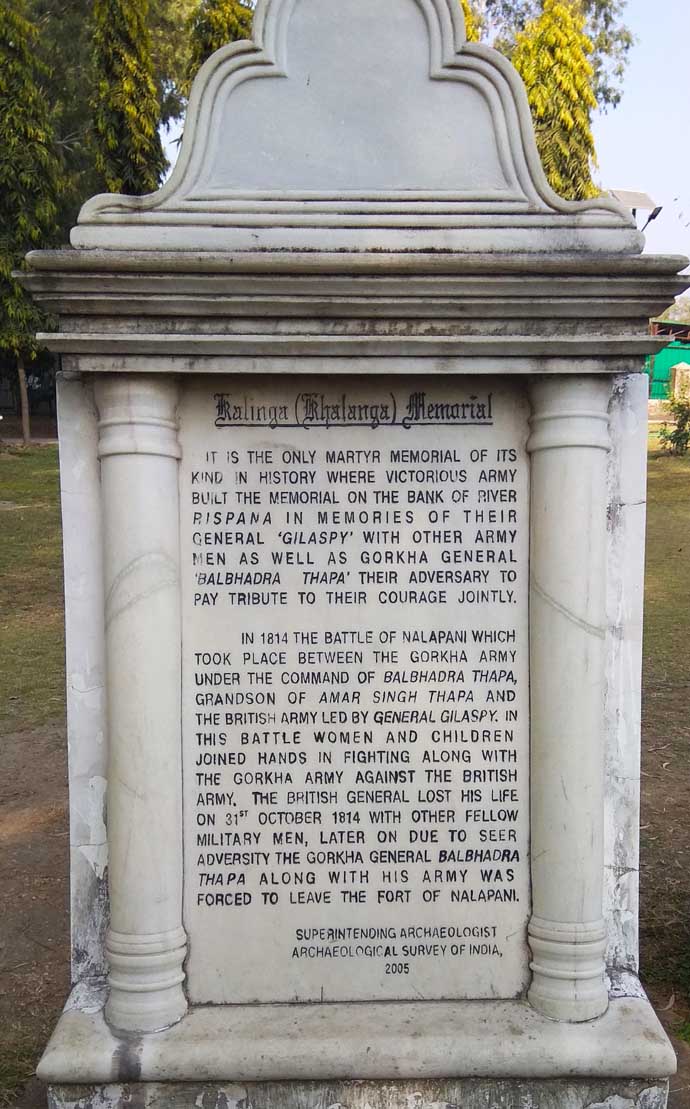 Kalinga (Khalanga) Memorial
IT IS THE ONLY MARTYR MEMORIAL OF ITS
KIND IN HISTORY WHERE VICTORIOUS ARMY
BUILT THE MEMORIAL ON THE BANK OF RIVER
RISPANA IN MEMORIES OF THEIR
GENERAL 'GILASPY' WITH OTHER ARMY
MEN AS WELL AS GORKHA GENERAL
'BALBHADRA THAPA' THEIR ADVERSARY TO
PAY TRIBUTE TO THEIR COURAGE JOINTLY.
IN 1814 THE BATTLE OF NALAPANI WHICH
TOOK PLACE BETWEEN THE GORKHA ARMY
UNDER THE COMMAND OF BALBHADRA THAPA,
GRANDSON OF AMAR SINGH THAPA AND
THE BRITISH ARMY LED BY GENERAL GILASPY. IN
THIS BATTLE WOMEN AND CHILDREN
JOINED HANDS IN FIGHTING ALONG WITH
THE GORKHA ARMY AGAINST THE BRITISH
ARMY. THE BRITISH GENERAL LOST HIS LIFE
ON 31ST OCTOBER 1814 WITH OTHER FELLOW
MILITARY MEN, LATER ON DUE TO SEER
ADVERSITY THE GORKHA GENERAL BALBHADRA
THAPA ALONG WITH HIS ARMY WAS
FORCED TO LEAVE THE FORT OF NALAPANI.
SUPERINTENDING ARCHAEOLOGIST
ARCHAEOLOGICAL SURVEY OF INDIA,
2005